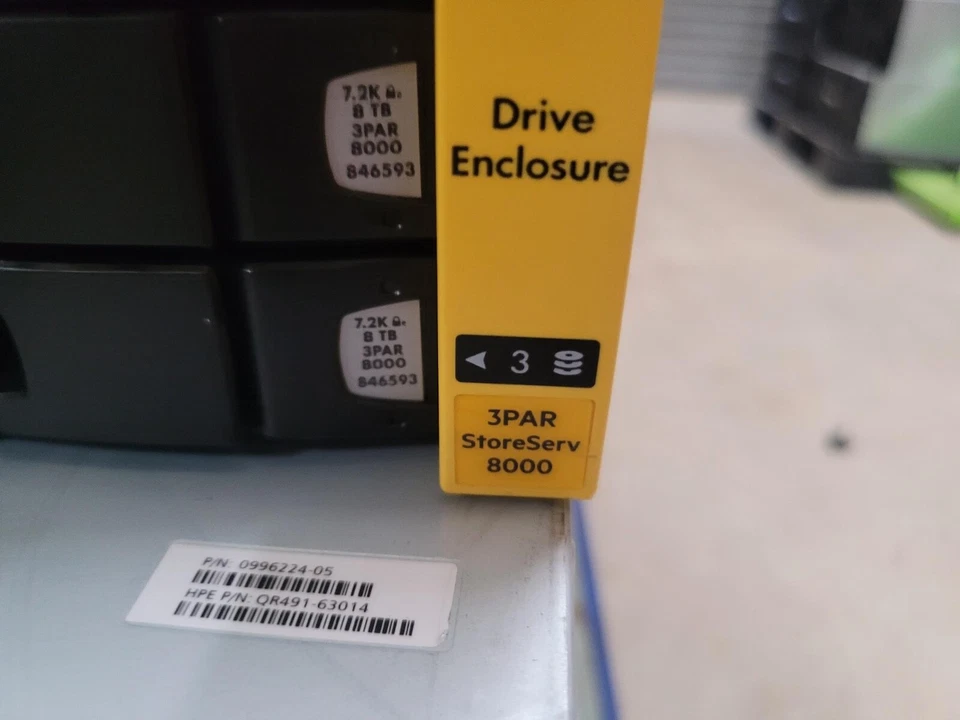 7.2K
8 TB
3PAR
8000
846593
Drive
Enclosure
7.2K
8 TB
3PAR
8000
846593
3
3PAR
StoreServ
8000
P/N: 0996224-05
HPE P/N: QR491-63014